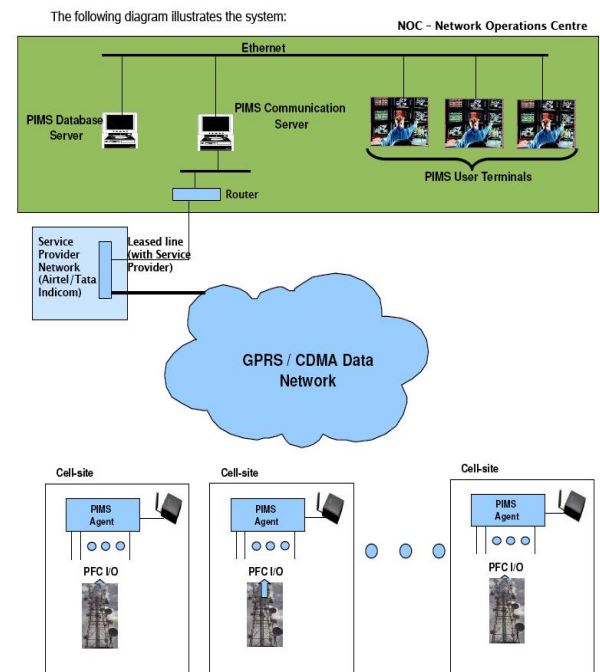 The following diagram illustrates the system:
NOC - Network Operations Centre
Ethernet
PIMS Database
Server
PIMS Communication
Server
PIMS User Terminals
Router
Service
Provider
Network
(Airtel/Tata
Indicom)
Leased line
(with Service
Provider)
GPRS / CDMA Data
Network
Cell-site
PIMS
Agent
PFC I/O
Cell-site
PIMS
Agent
PFC I/O
Cell-site
PIMS
Agent
PFC I/O